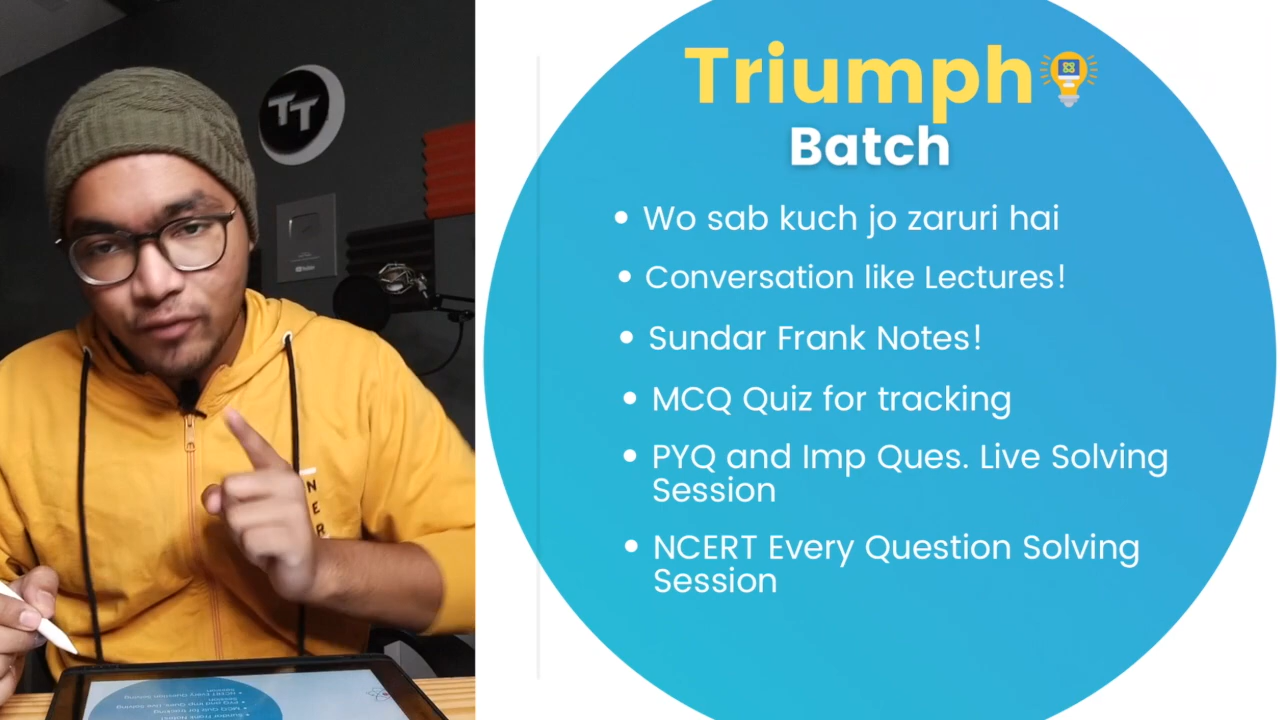 Triumph
Batch
• Wo sab kuch jo zaruri hai
• Conversation like Lectures!
• Sundar Frank Notes!
• MCQ Quiz for tracking
• PYQ and Imp Ques. Live Solving
Session
• NCERT Every Question Solving
Session
TT
NER